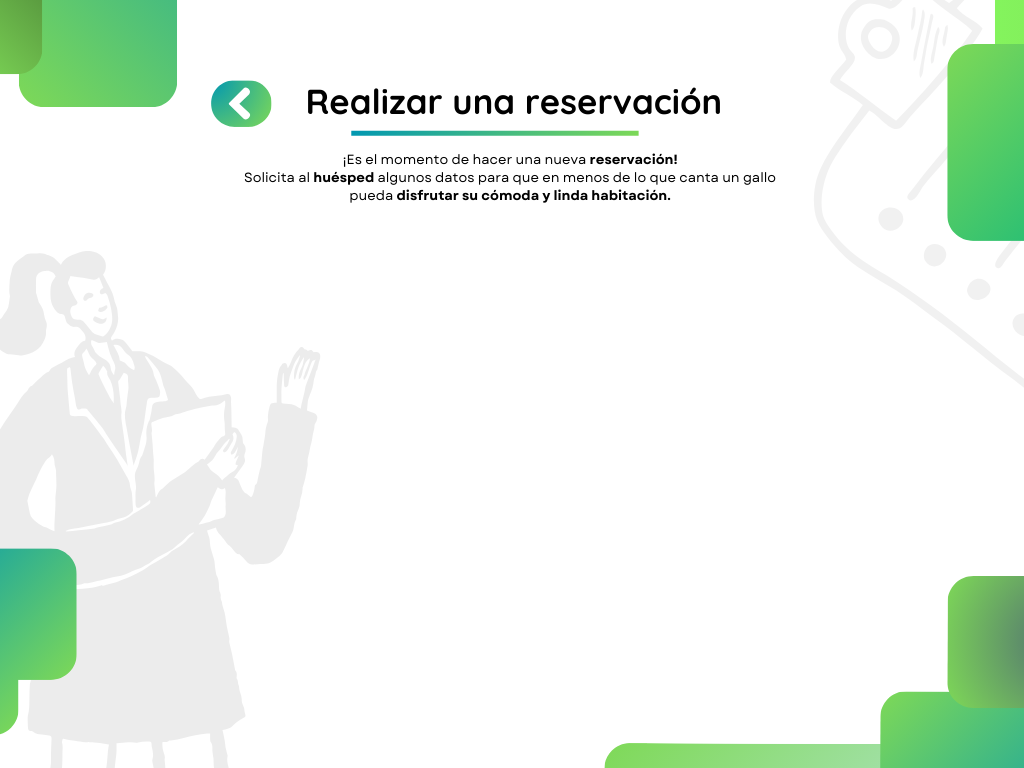 Realizar una reservación
¡Es el momento de hacer una nueva reservación!
Solicita al huésped algunos datos para que en menos de lo que canta un gallo
pueda disfrutar su cómoda y linda habitación.